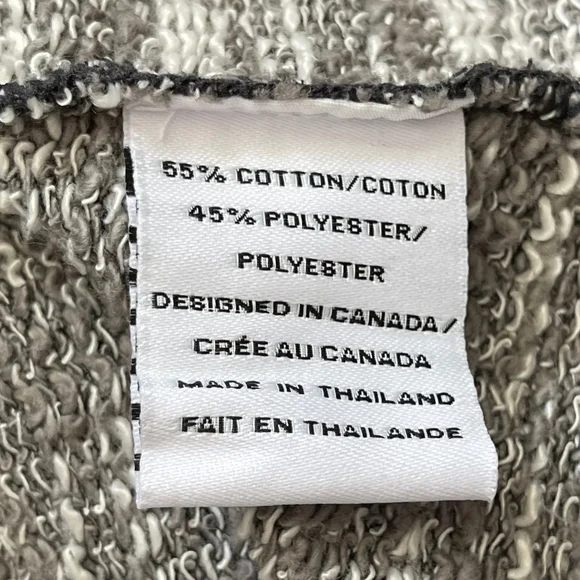 55% COTTON/COTON
45% POLYESTER/
POLYESTER
DESIGNED IN CANADA/
CRÉE AU CANADA
MADE IN THAILAND
FAIT EN THAILANDE